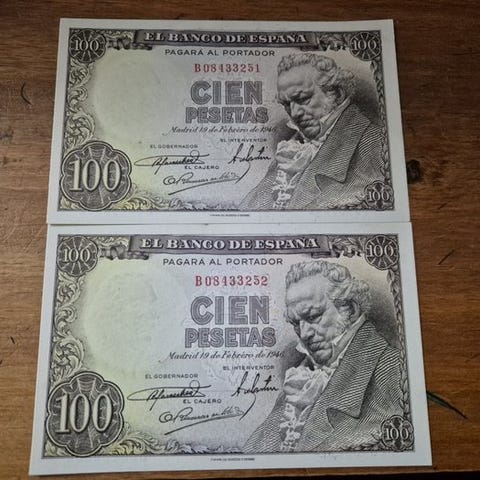 100 EL BANCO DE ESPAÑA 100
PAGARÁ AL PORTADOR
B08433251
CIEN
PESETAS
Madrid 19 de Febrero de 1946
EL GOBERNADOR EL INTERVENTOR
EL CAJERO
100 100
100 EL BANCO DE ESPAÑA 100
PAGARÁ AL PORTADOR
B08433252
CIEN
PESETAS
Madrid 19 de Febrero de 1946
EL GOBERNADOR EL INTERVENTOR
EL CAJERO
100 100